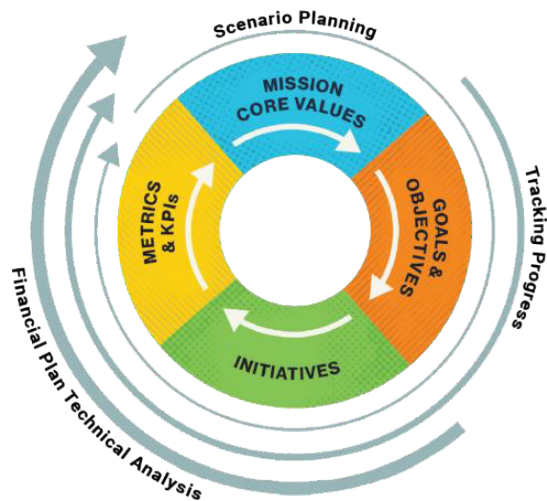 Scenario Planning
MISSION
CORE VALUES
GOALS &
OBJECTIVES
Tracking Progress
INITIATIVES
METRICS
& KPIs
Financial Plan Technical Analysis